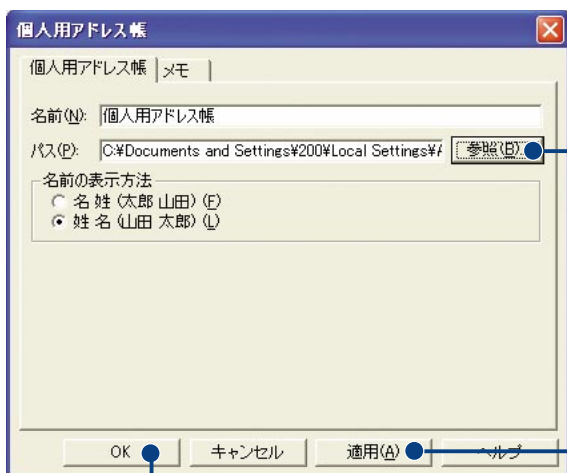 個人用アドレス帳
個人用アドレス帳 メモ
名前(N): 個人用アドレス帳
パス(P): C:¥Documents and Settings¥200¥Local Settings¥A 参照(B)
名前の表示方法
名 姓 (太郎 山田) (F)
姓 名 (山田 太郎) (L)
OK キャンセル 適用(A) ヘルプ